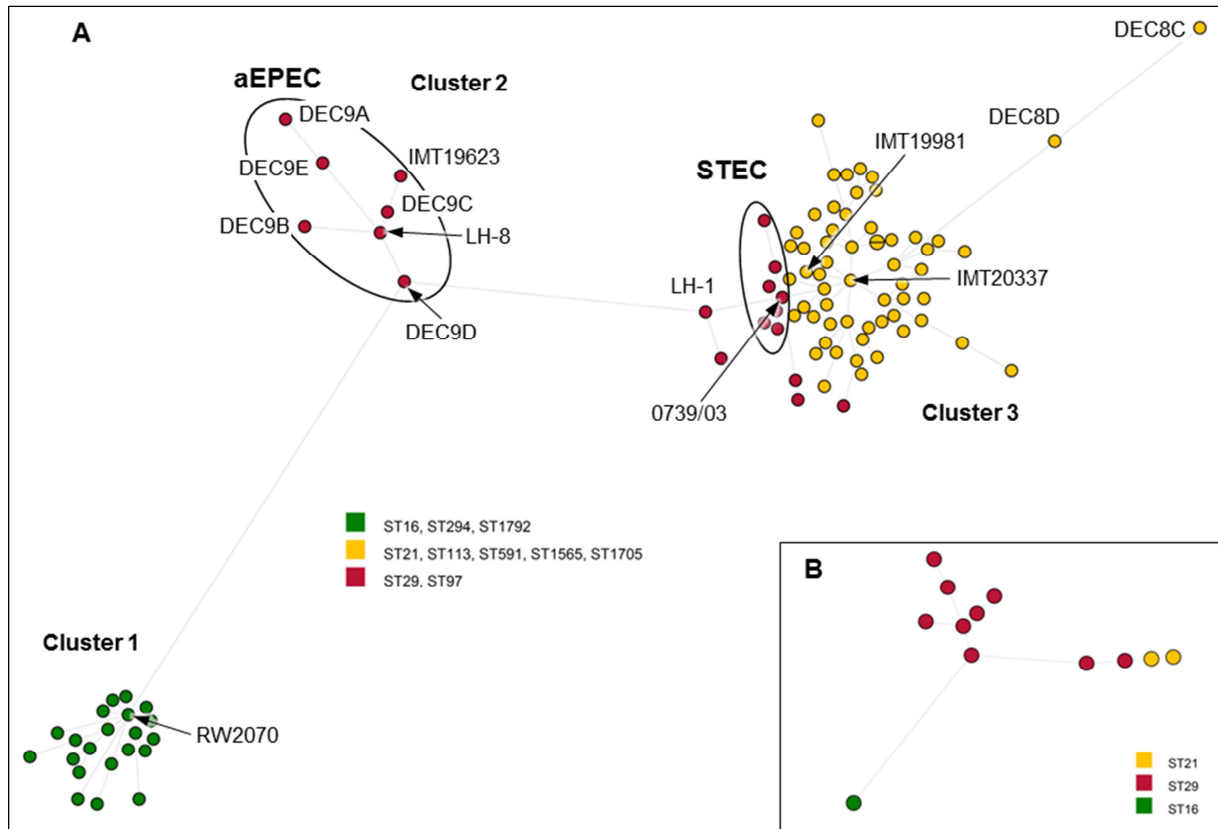 A
DEC8C
aEPEC
Cluster 2
DEC9A
DEC8D
IMT19981
IMT19623
DEC9E
STEC
DEC9C
DEC9B
LH-8
LH-1
IMT20337
DEC9D
0739/03
Cluster 3
ST16, ST294, ST1792
ST21, ST113, ST591, ST1565, ST1705
ST29, ST97
B
Cluster 1
RW2070
ST21
ST29
ST16